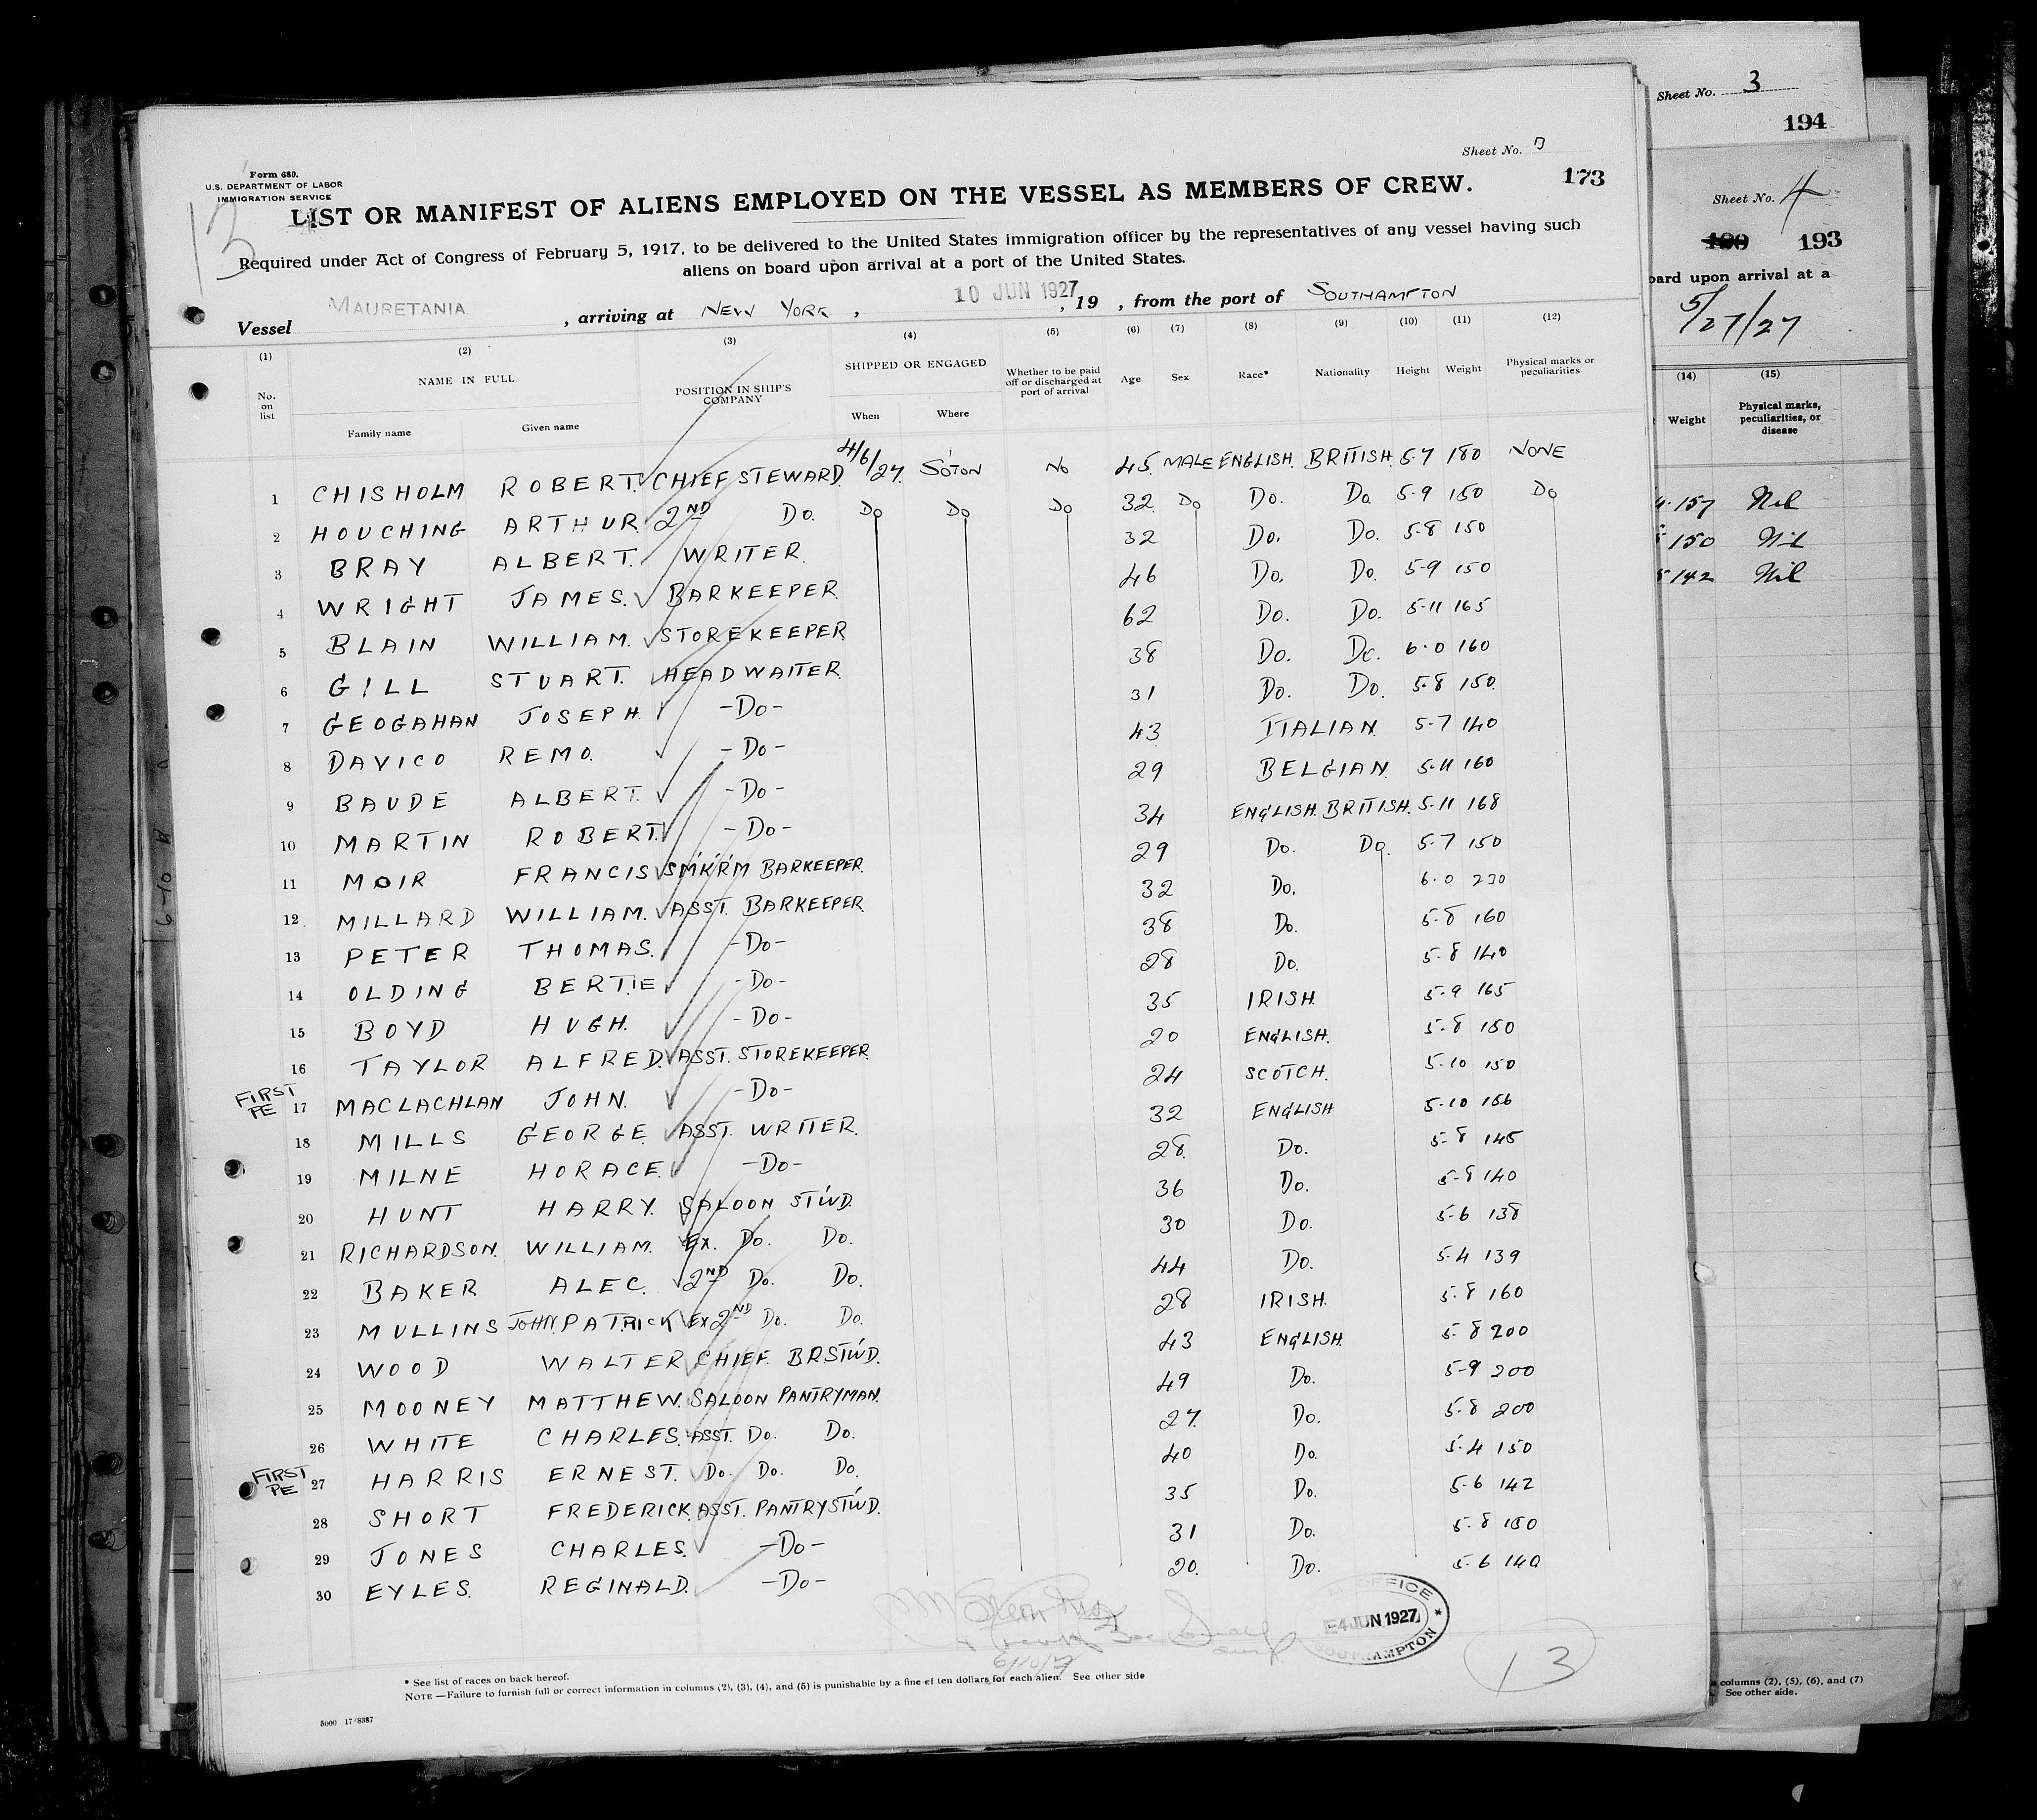 Sheet No. 3
194
Sheet No. 4
193
board upon arrival at a
5/27/27
(14) (15)
Weight Physical marks, peculiarities, or disease
157 Nil
150 Nil
142 Nil
columns (2), (5), (6), and (7)
See other side.
Form 680.
U.S. DEPARTMENT OF LABOR
IMMIGRATION SERVICE
Sheet No.
173
13
LIST OR MANIFEST OF ALIENS EMPLOYED ON THE VESSEL AS MEMBERS OF CREW.
Required under Act of Congress of February 5, 1917, to be delivered to the United States immigration officer by the representatives of any vessel having such
aliens on board upon arrival at a port of the United States.
Vessel MAURETANIA, arriving at NEW YORK, 10 JUN 1927, 19 , from the port of SOUTHAMPTON
(1) (2) (3) (4) (5) (6) (7) (8) (9) (10) (11) (12)
No. on list NAME IN FULL POSITION IN SHIP'S COMPANY SHIPPED OR ENGAGED Whether to be paid off or discharged at port of arrival Age Sex Race* Nationality Height Weight Physical marks or peculiarities
Family name Given name When Where
1 CHISHOLM ROBERT. CHIEF STEWARD. 4/6/27. SO'TON No 45 MALE ENGLISH. BRITISH. 5-7 180 NONE
2 HOUCHING ARTHUR. 2ND Do. Do Do Do 32 Do Do. Do 5-9 150 Do
3 BRAY ALBERT. WRITER. 32 Do. Do. 5-8 150
4 WRIGHT JAMES. BARKEEPER. 46 Do. Do. 5-9 150
5 BLAIN WILLIAM. STOREKEEPER 62 Do. Do. 5-11 165
6 GILL STUART. HEADWAITER. 38 Do. Do. 6-0 160
7 GEOGAHAN JOSEPH. -Do- 31 Do. Do. 5-8 150.
8 DAVICO REMO. -Do- 43 ITALIAN. 5-7 140
9 BAUDE ALBERT. -Do- 29 BELGIAN. 5-11 160
10 MARTIN ROBERT. -Do- 34 ENGLISH. BRITISH. 5-11 168
11 MOIR FRANCIS SM'K'R'M BARKEEPER. 29 Do. Do. 5-7 150
12 MILLARD WILLIAM. ASST. BARKEEPER 32 Do. 6-0 230
13 PETER THOMAS. -Do- 38 Do. 5-8 160
14 OLDING BERTIE -Do- 28 Do. 5-8 140
15 BOYD HUGH. -Do- 35 IRISH. 5-9 165
16 TAYLOR ALFRED. ASST. STOREKEEPER. 20 ENGLISH. 5-8 150
FIRST PE 17 MACLACHLAN JOHN. -Do- 24 SCOTCH. 5-10 150
18 MILLS GEORGE ASST. WRITER. 32 ENGLISH 5-10 156
19 MILNE HORACE. -Do- 28. Do. 5-8 145
20 HUNT HARRY. SALOON ST'W'D. 36 Do. 5-8 140
21 RICHARDSON. WILLIAM. Ex. Do. Do. 30 Do. 5-6 138
22 BAKER ALEC. 2ND Do. Do. 44 Do. 5-4 139
23 MULLINS JOHN PATRICK Ex 2ND Do. Do. 28 IRISH. 5-8 160
24 WOOD WALTER CHIEF. BRSTW'D. 43 ENGLISH. 5-8 200
25 MOONEY MATTHEW. SALOON PANTRYMAN. 49 Do. 5-9 200
26 WHITE CHARLES. ASST. Do. Do. 27. Do. 5-8 200
FIRST PE 27 HARRIS ERNEST. Do. Do. Do. 40 Do. 5-4 150
28 SHORT FREDERICK. ASST. PANTRYSTW'D. 35 Do. 5-6 142
29 JONES CHARLES. -Do- 31 Do. 5-8 150
30 EYLES. REGINALD. -Do- 20. Do. 5-6 140
OFFICE
E4 JUN 1927
SOUTHAMPTON
6/10/27
13
* See list of races on back hereof.
NOTE.—Failure to furnish full or correct information in columns (2), (3), (4), and (5) is punishable by a fine of ten dollars for each alien. See other side
5000 17/8387